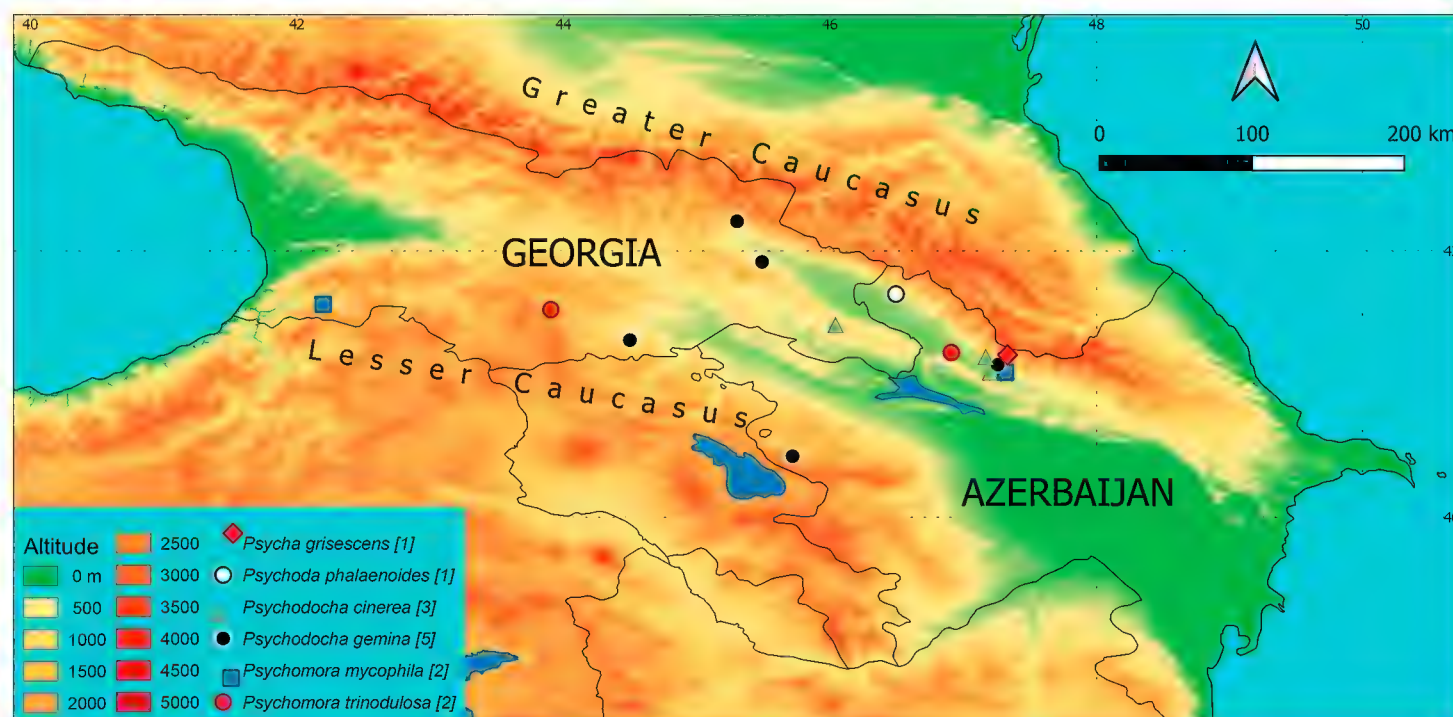 40 42 44 46 48 50
0 100 200 km
Greater Caucasus
GEORGIA
Lesser Caucasus
AZERBAIJAN
Altitude
0 m
500
1000
1500
2000
2500
3000
3500
4000
4500
5000
Psycha grisescens [1]
Psychoda phalaenoides [1]
Psychodocha cinerea [3]
Psychodocha gemina [5]
Psychomora mycophila [2]
Psychomora trinodulosa [2]